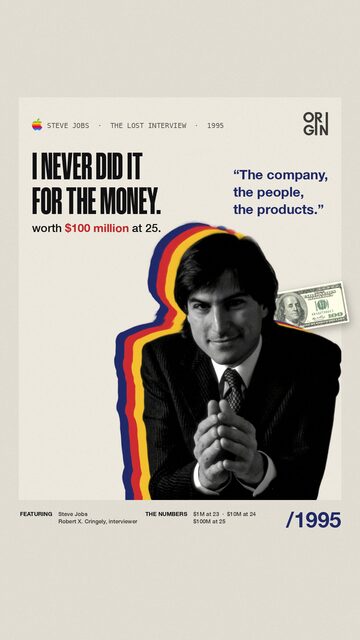 STEVE JOBS · THE LOST INTERVIEW · 1995
ORI
GIN
I NEVER DID IT
FOR THE MONEY.
worth $100 million at 25.
“The company,
the people,
the products.”
100
FEATURING Steve Jobs
Robert X. Cringely, interviewer
THE NUMBERS $1M at 23 · $10M at 24
$100M at 25
/1995